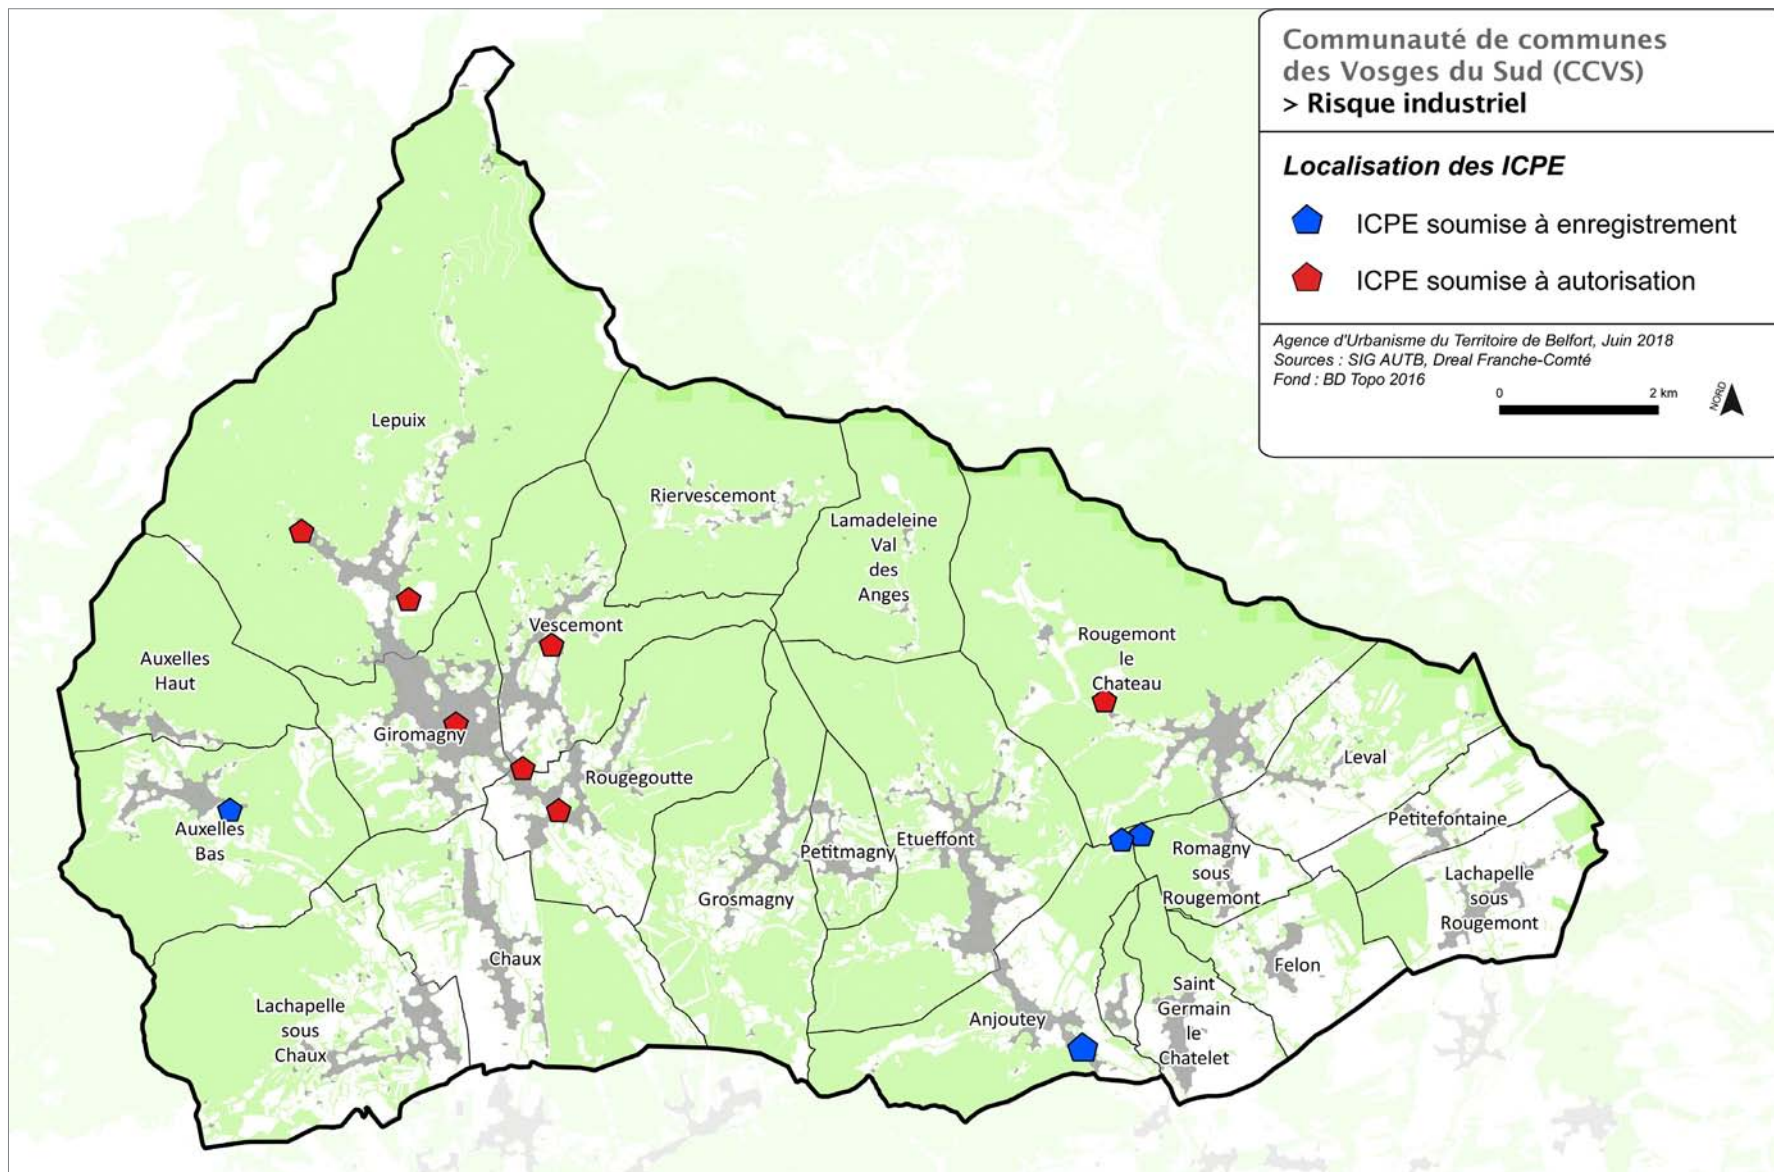 Communauté de communes
des Vosges du Sud (CCVS)
> Risque industriel
Localisation des ICPE
ICPE soumise à enregistrement
ICPE soumise à autorisation
Agence d'Urbanisme du Territoire de Belfort, Juin 2018
Sources : SIG AUTB, Dreal Franche-Comté
Fond : BD Topo 2016
0
2 km
NORD
Lepuix
Riervescemont
Lamadeleine
Val
des
Anges
Vescemont
Rougemont
le
Chateau
Auxelles
Haut
Giromagny
Rougegoutte
Leval
Auxelles
Bas
Petitefontaine
Etueffont
Petitmagny
Romagny
sous
Rougemont
Lachapelle
sous
Rougemont
Grosmagny
Chaux
Felon
Lachapelle
sous
Chaux
Anjoutey
Saint
Germain
le
Chatelet